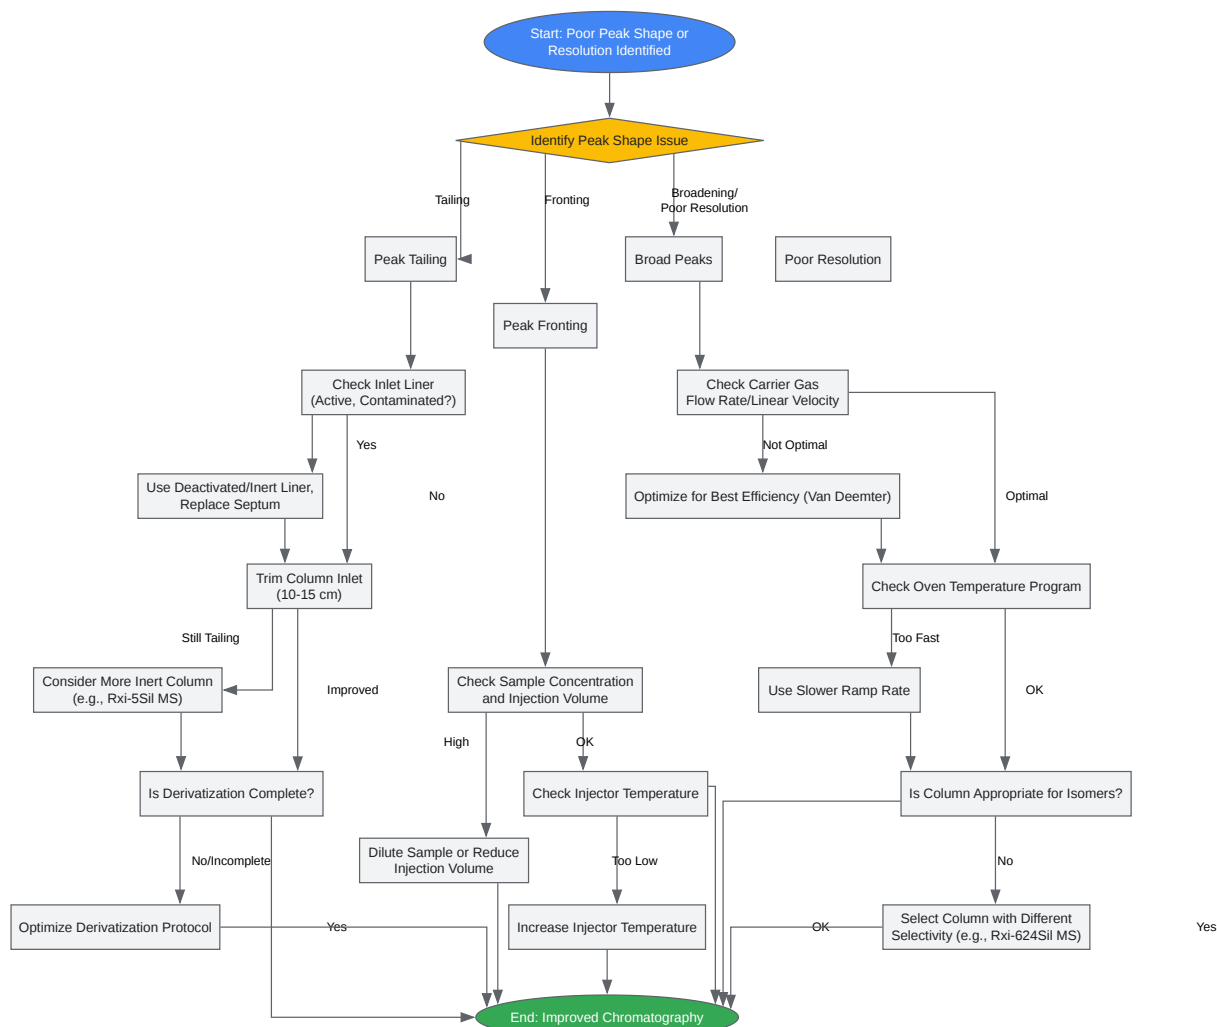 Start: Poor Peak Shape or
Resolution Identified
Identify Peak Shape Issue
Tailing
Fronting
Broadening/
Poor Resolution
Peak Tailing
Broad Peaks
Poor Resolution
Peak Fronting
Check Inlet Liner
(Active, Contaminated?)
Check Carrier Gas
Flow Rate/Linear Velocity
Yes
Not Optimal
Use Deactivated/Inert Liner,
Replace Septum
No
Optimize for Best Efficiency (Van Deemter)
Optimal
Trim Column Inlet
(10-15 cm)
Check Oven Temperature Program
Still Tailing
Too Fast
Consider More Inert Column
(e.g., Rxi-5Sil MS)
Improved
Check Sample Concentration
and Injection Volume
Use Slower Ramp Rate
OK
High
OK
Is Derivatization Complete?
Check Injector Temperature
Is Column Appropriate for Isomers?
No/Incomplete
Dilute Sample or Reduce
Injection Volume
Too Low
No
Optimize Derivatization Protocol
Yes
Increase Injector Temperature
OK
Select Column with Different
Selectivity (e.g., Rxi-624Sil MS)
Yes
End: Improved Chromatography